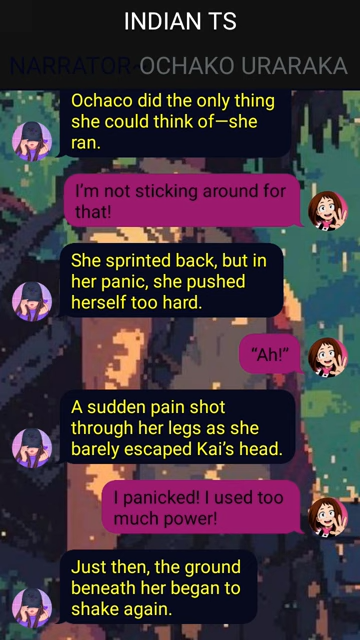 INDIAN TS
NARRATOR-OCHAKO URARAKA
Ochaco did the only thing
she could think of—she
ran.
I’m not sticking around for
that!
She sprinted back, but in
her panic, she pushed
herself too hard.
“Ah!”
A sudden pain shot
through her legs as she
barely escaped Kai’s head.
I panicked! I used too
much power!
Just then, the ground
beneath her began to
shake again.